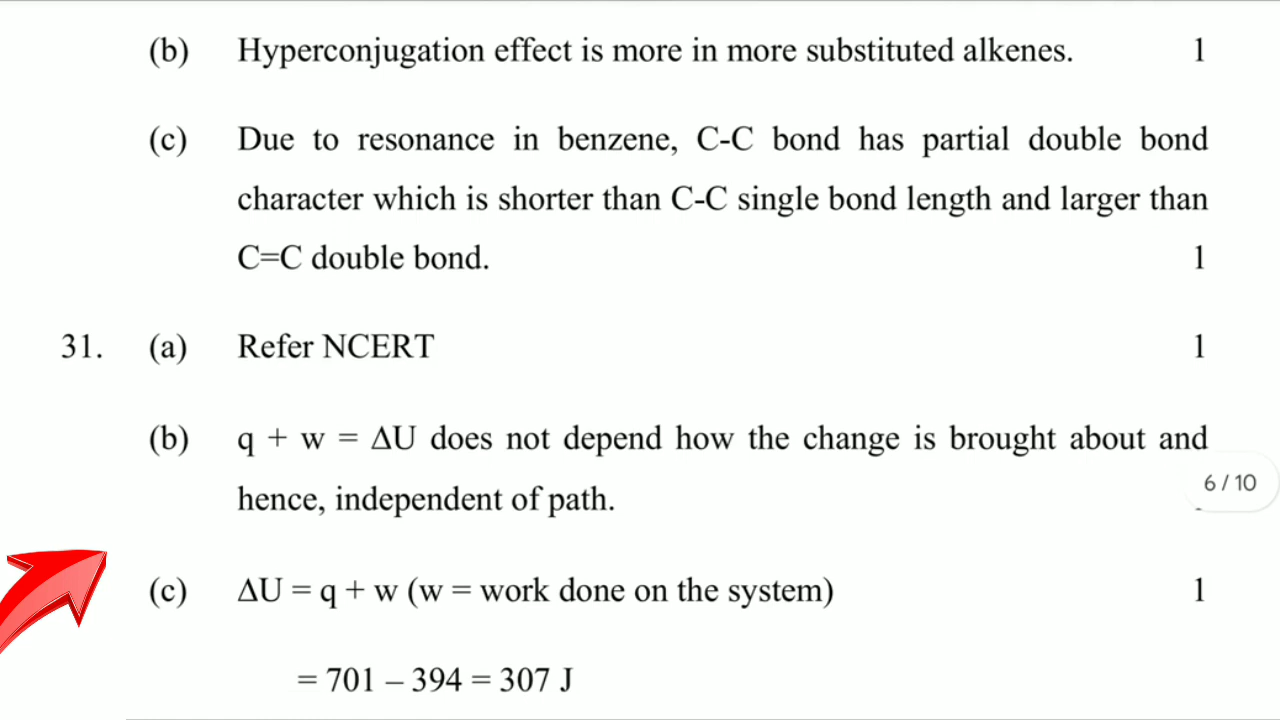 (b) Hyperconjugation effect is more in more substituted alkenes. 1
(c) Due to resonance in benzene, C-C bond has partial double bond
character which is shorter than C-C single bond length and larger than
C=C double bond. 1
31. (a) Refer NCERT 1
(b) q + w = ΔU does not depend how the change is brought about and
6 / 10
hence, independent of path.
(c) ΔU = q + w (w = work done on the system) 1
= 701 – 394 = 307 J